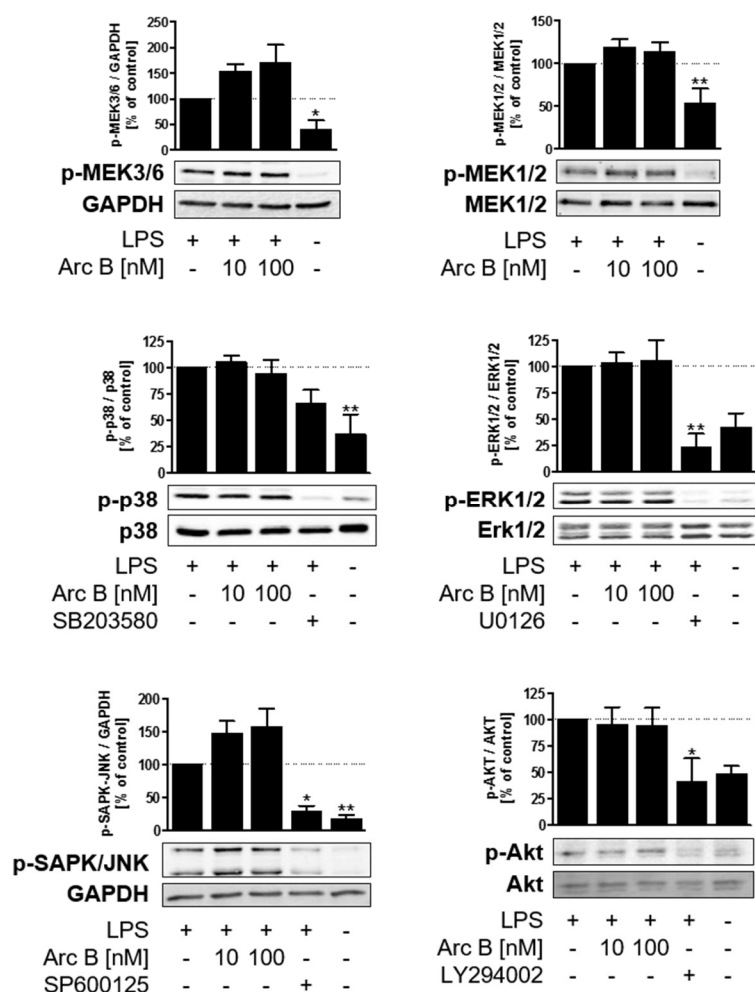 p-MEK3/6 / GAPDH
[% of control]
250
200
150
100
50
0
*
p-MEK3/6
GAPDH
LPS + + + -
Arc B [nM] - 10 100 -
p-MEK1/2 / MEK1/2
[% of control]
150
100
50
0
**
p-MEK1/2
MEK1/2
LPS + + + -
Arc B [nM] - 10 100 -
p-p38 / p38
[% of control]
125
100
75
50
25
0
**
p-p38
p38
LPS + + + + -
Arc B [nM] - 10 100 - -
SB203580 - - - + -
p-ERK1/2 / ERK1/2
[% of control]
125
100
75
50
25
0
**
p-ERK1/2
Erk1/2
LPS + + + + -
Arc B [nM] - 10 100 - -
U0126 - - - + -
p-SAPK-JNK / GAPDH
[% of control]
200
150
100
50
0
* **
p-SAPK/JNK
GAPDH
LPS + + + + -
Arc B [nM] - 10 100 - -
SP600125 - - - + -
p-AKT / AKT
[% of control]
125
100
75
50
25
0
*
p-Akt
Akt
LPS + + + + -
Arc B [nM] - 10 100 - -
LY294002 - - - + -